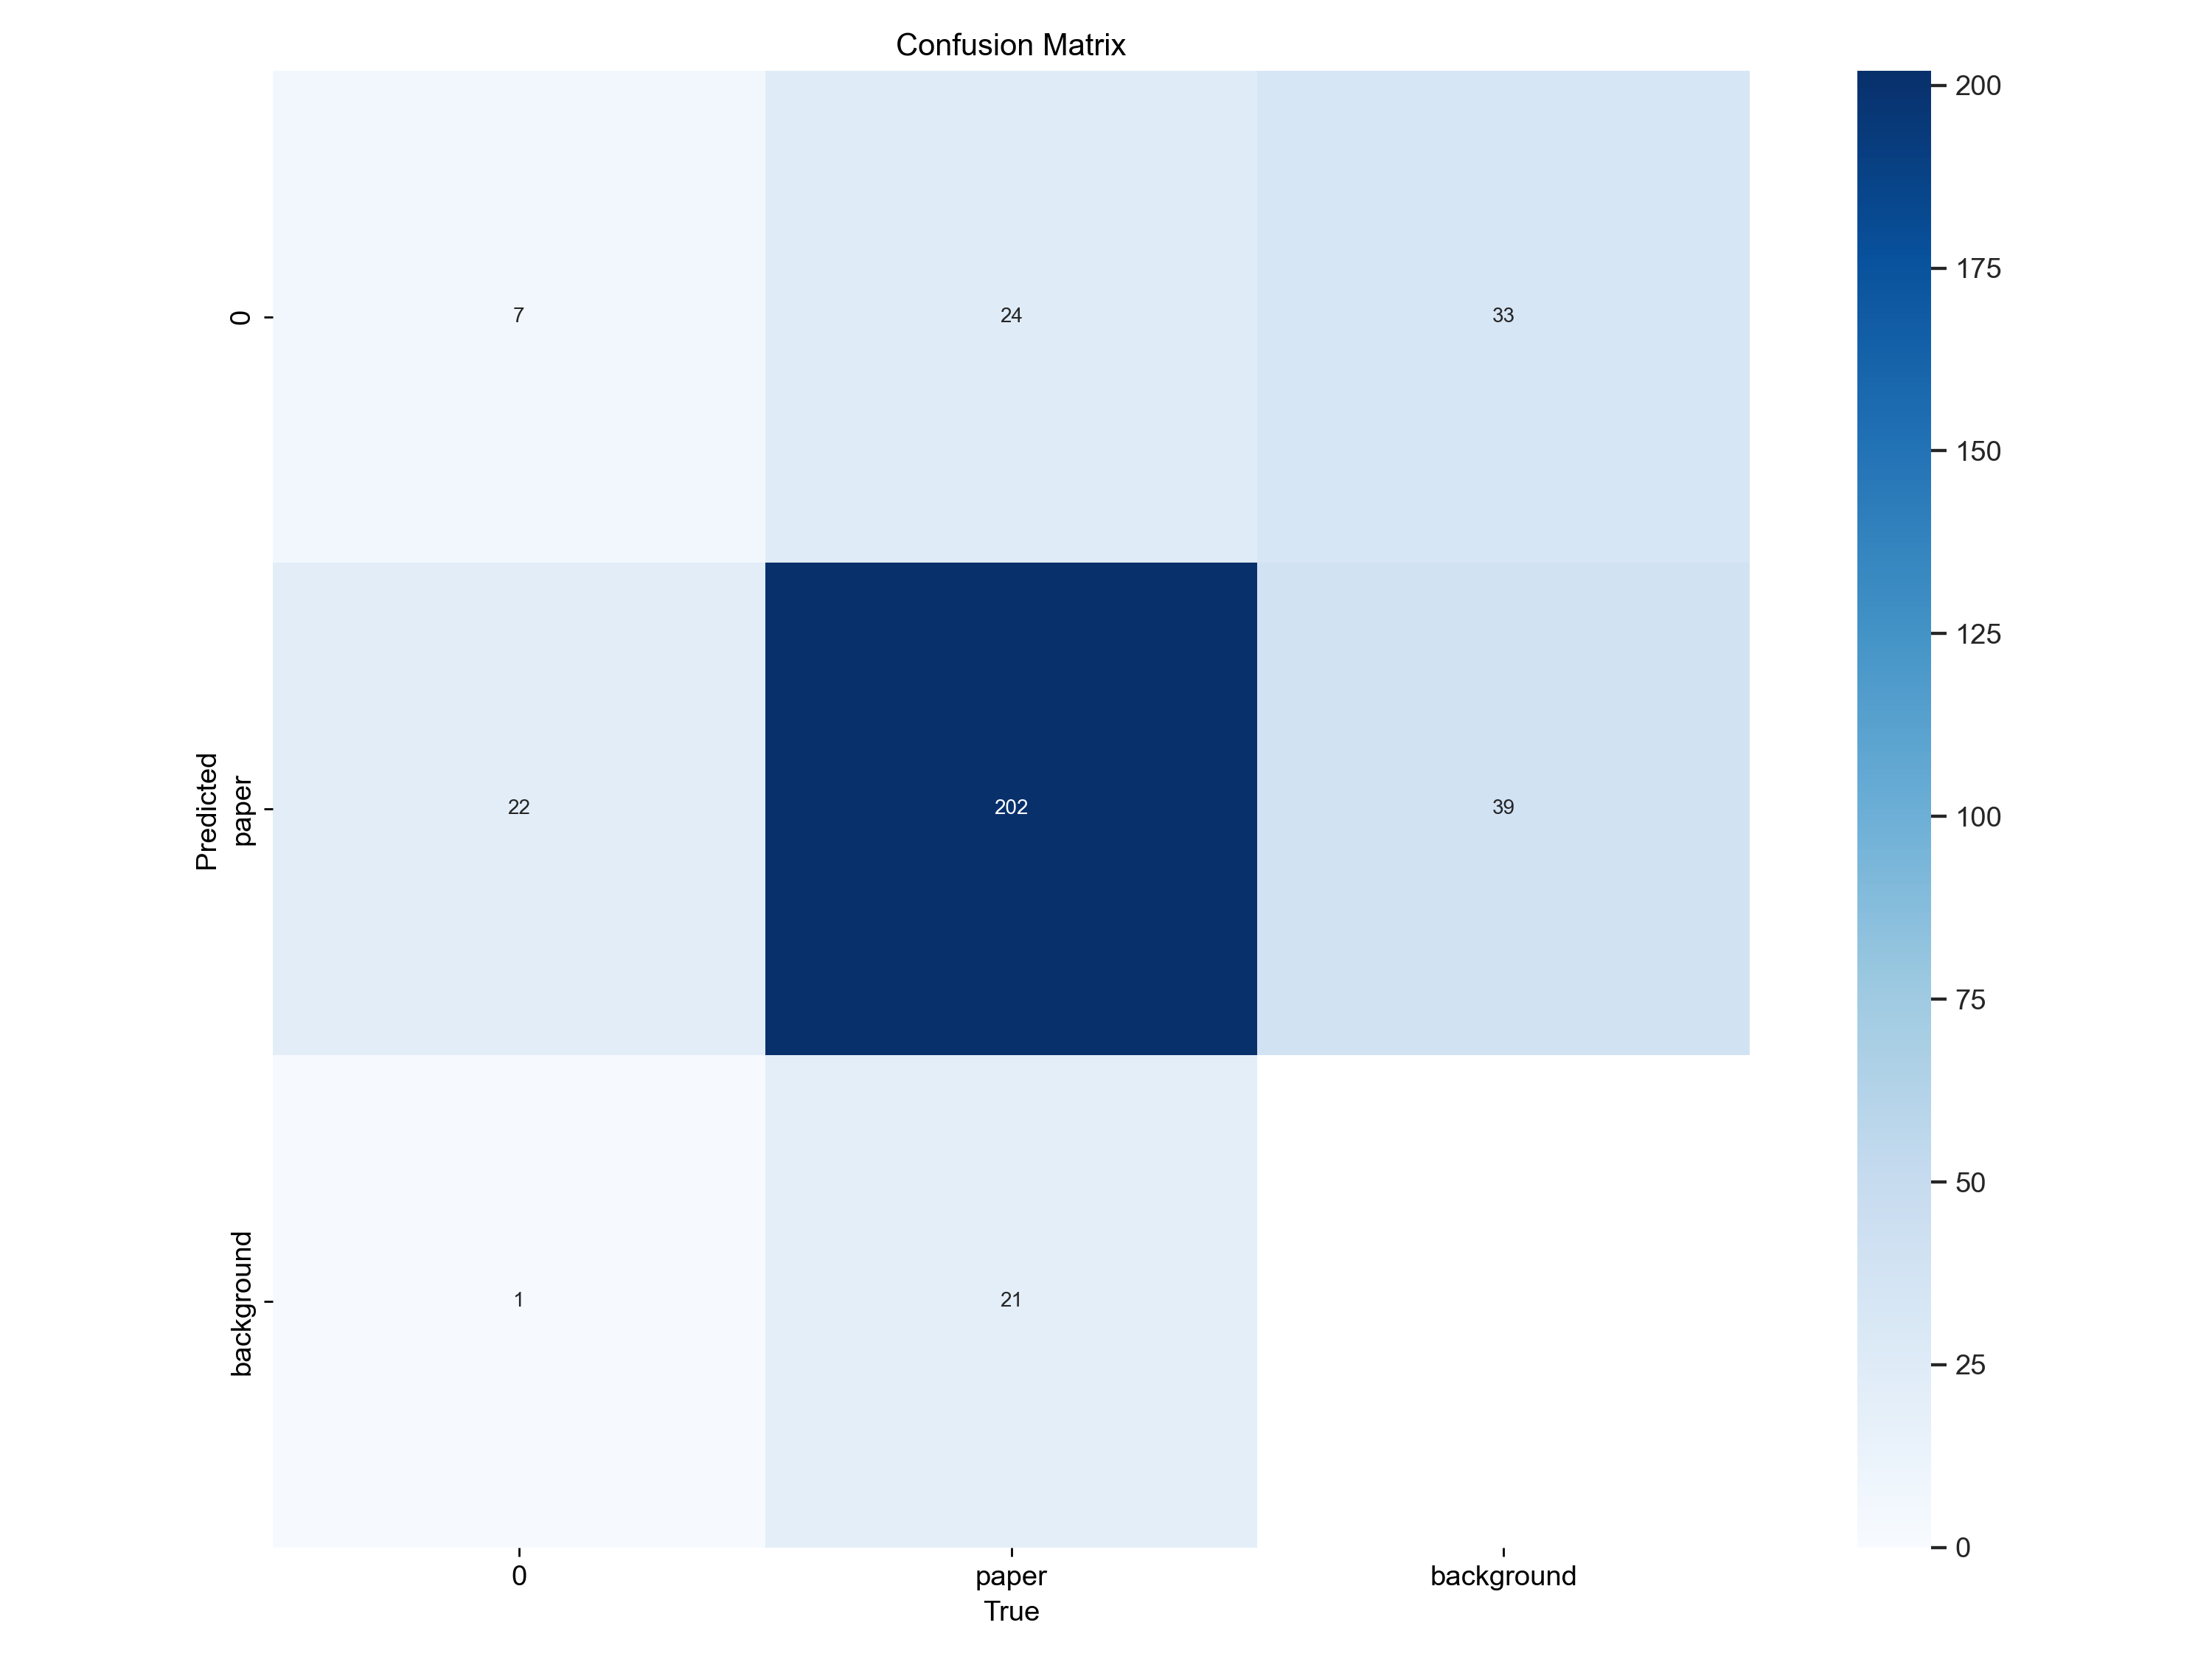 Confusion Matrix
0 7 24 33
paper 22 202 39
background 1 21
0 paper background
True
Predicted
200
175
150
125
100
75
50
25
0